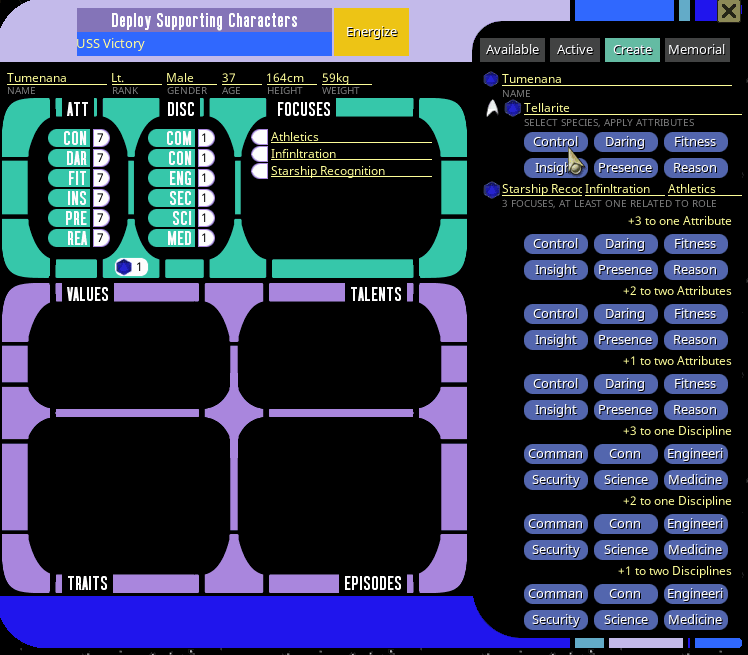 Deploy Supporting Characters
USS Victory
Energize
Available Active Create Memorial
Tumenana Lt. Male 37 164cm 59kg
NAME RANK GENDER AGE HEIGHT WEIGHT
ATT DISC FOCUSES
CON 7 COM 1 Athletics
DAR 7 CON 1 Infinltration
FIT 7 ENG 1 Starship Recognition
INS 7 SEC 1
PRE 7 SCI 1
REA 7 MED 1
1
VALUES TALENTS
TRAITS EPISODES
Tumenana
NAME
Tellarite
SELECT SPECIES, APPLY ATTRIBUTES
Control Daring Fitness
Insight Presence Reason
Starship Recoc Infinltration Athletics
3 FOCUSES, AT LEAST ONE RELATED TO ROLE
+3 to one Attribute
Control Daring Fitness
Insight Presence Reason
+2 to two Attributes
Control Daring Fitness
Insight Presence Reason
+1 to two Attributes
Control Daring Fitness
Insight Presence Reason
+3 to one Discipline
Comman Conn Engineeri
Security Science Medicine
+2 to one Discipline
Comman Conn Engineeri
Security Science Medicine
+1 to two Disciplines
Comman Conn Engineeri
Security Science Medicine